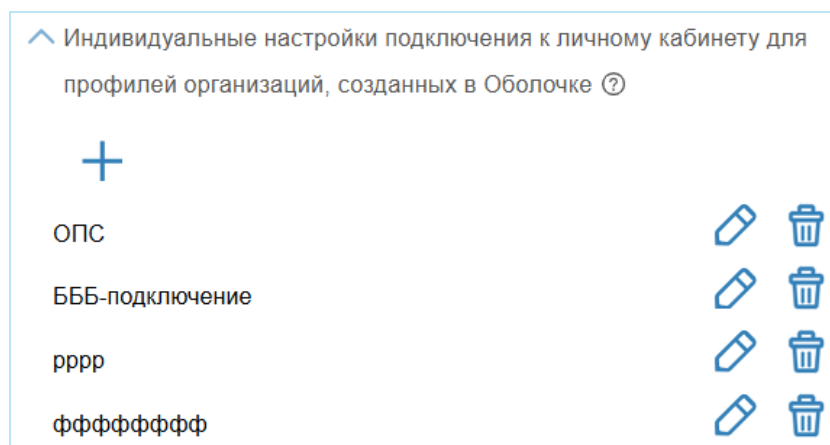 Индивидуальные настройки подключения к личному кабинету для
профилей организаций, созданных в Оболочке ?
ОПС
БББ-подключение
рррр
фффффффф